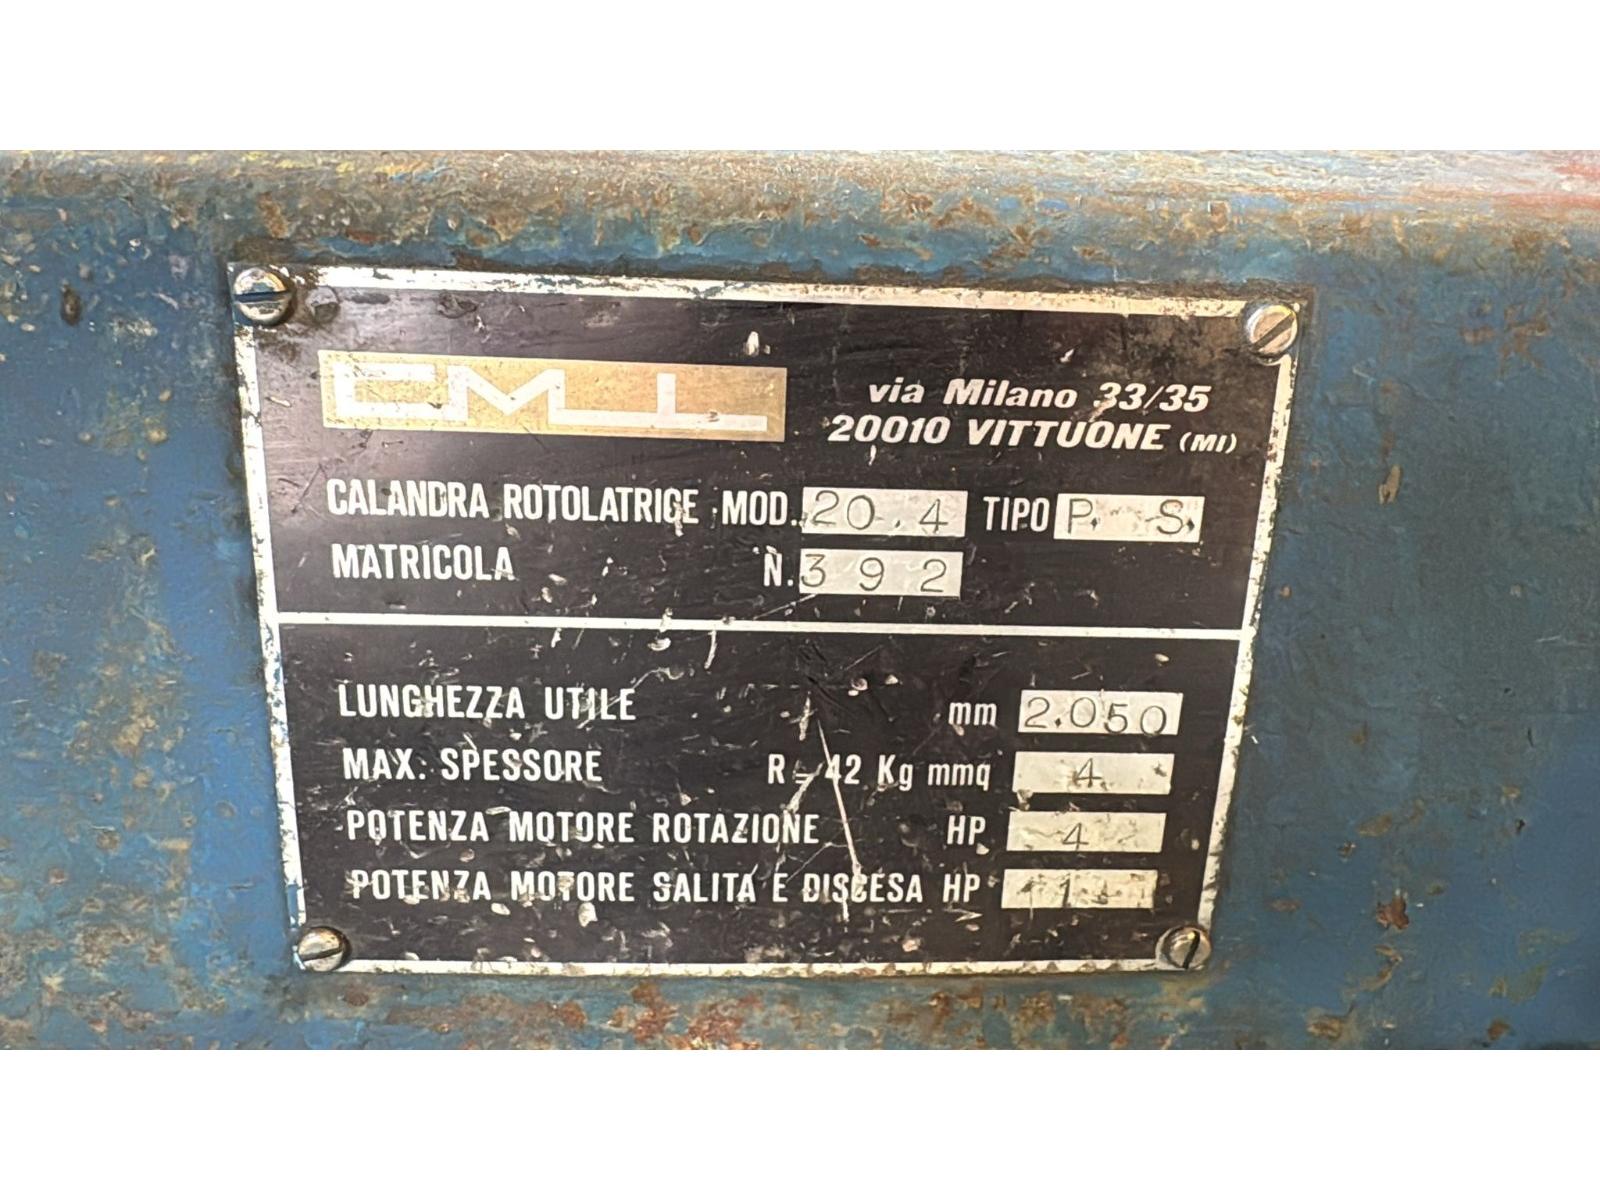 CML
via Milano 33/35
20010 VITTUONE (MI)
CALANDRA ROTOLATRICE MOD. 20.4 TIPO P. S.
MATRICOLA N. 392
LUNGHEZZA UTILE mm 2.050
MAX. SPESSORE R = 42 Kg mmq 4
POTENZA MOTORE ROTAZIONE HP 4
POTENZA MOTORE SALITA E DISCESA HP 1